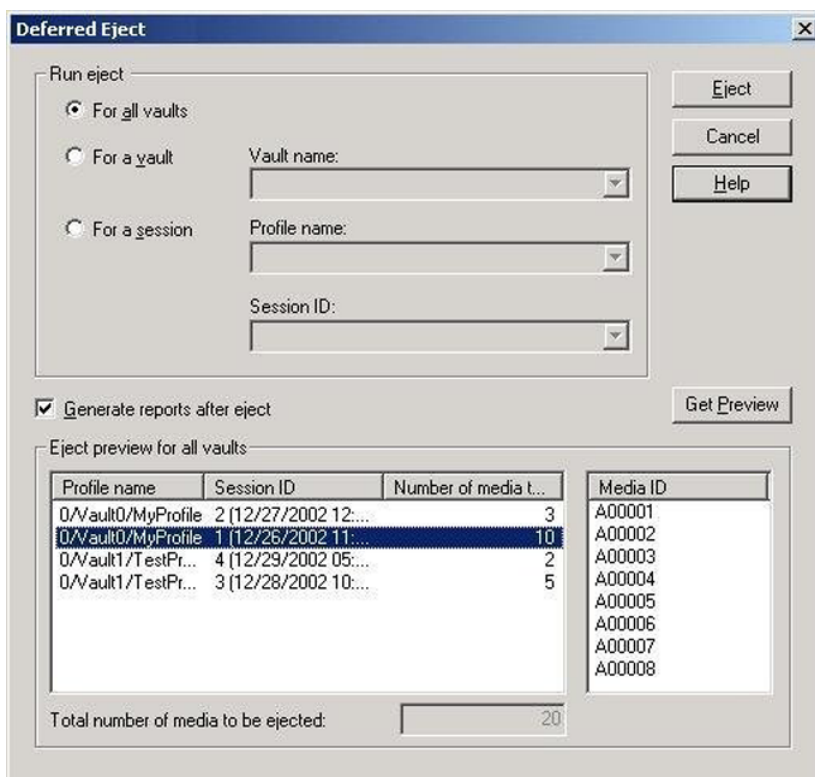 Deferred Eject
Run eject
For all vaults
For a vault
Vault name:
For a session
Profile name:
Session ID:
Eject
Cancel
Help
Generate reports after eject
Get Preview
Eject preview for all vaults
Profile name Session ID Number of media t...
0/Vault0/MyProfile 2 (12/27/2002 12:... 3
0/Vault0/MyProfile 1 (12/26/2002 11:... 10
0/Vault1/TestPr... 4 (12/29/2002 05:... 2
0/Vault1/TestPr... 3 (12/28/2002 10:... 5
Media ID
A00001
A00002
A00003
A00004
A00005
A00006
A00007
A00008
Total number of media to be ejected: 20